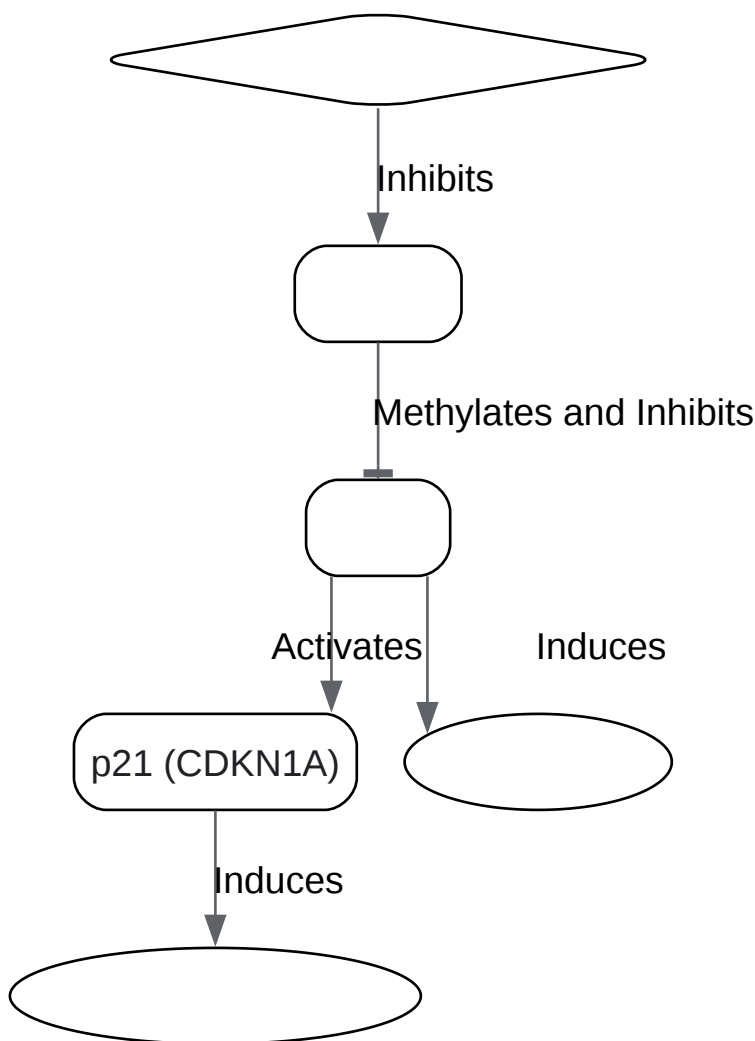 Inhibits
Methylates and Inhibits
Activates
Induces
p21 (CDKN1A)
Induces